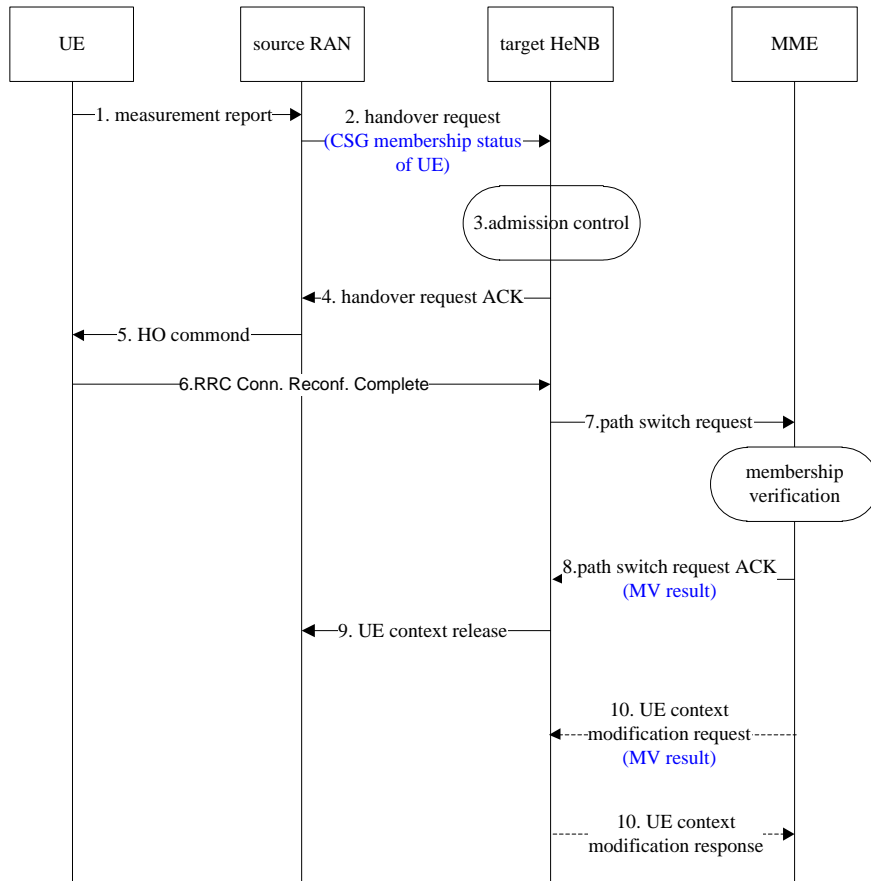 UE
source RAN
target HeNB
MME
1. measurement report
2. handover request
(CSG membership status
of UE)
3.admission control
4. handover request ACK
5. HO commond
6.RRC Conn. Reconf. Complete
7.path switch request
membership
verification
8.path switch request ACK
(MV result)
9. UE context release
10. UE context
modification request
(MV result)
10. UE context
modification response